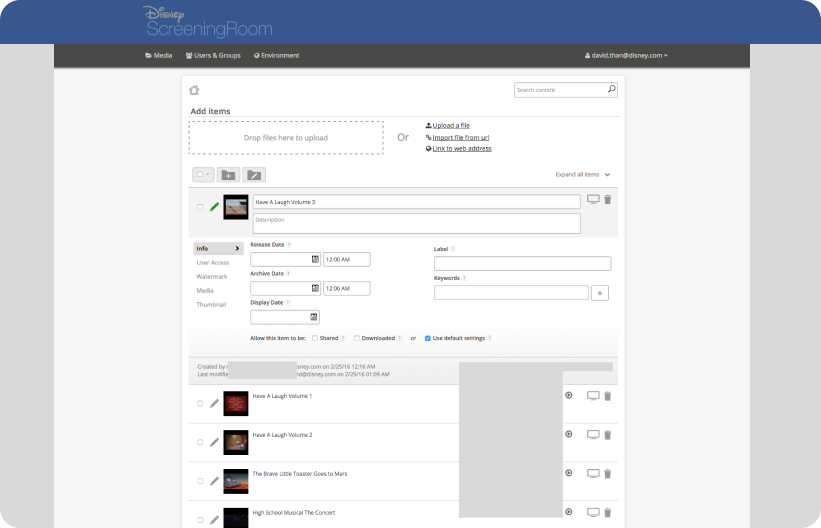 Disney
ScreeningRoom
Media Users & Groups Environment david.than@disney.com
Search content
Add items
Drop files here to upload
Or
Upload a file
Import file from url
Link to web address
Expand all items
Have A Laugh Volume 3
Description
Info
User Access
Watermark
Media
Thumbnail
Release Date ?
12:00 AM
Archive Date ?
12:00 AM
Display Date ?
Label ?
Keywords ?
+
Allow this item to be: Shared ? Downloaded ? or Use default settings ?
Created by sney.com on 2/25/16 12:16 AM
Last modifie nd@disney.com on 2/25/16 01:09 AM
Have A Laugh Volume 1
Have A Laugh Volume 2
The Brave Little Toaster Goes to Mars
High School Musical The Concert